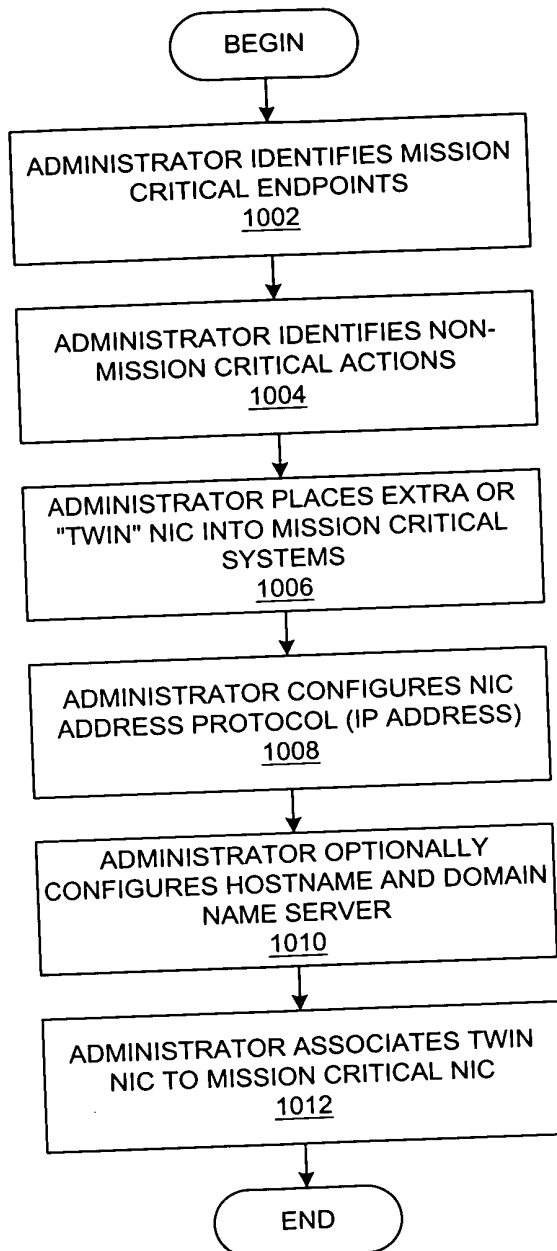 BEGIN
ADMINISTRATOR IDENTIFIES MISSION
CRITICAL ENDPOINTS
1002
ADMINISTRATOR IDENTIFIES NON-
MISSION CRITICAL ACTIONS
1004
ADMINISTRATOR PLACES EXTRA OR
"TWIN" NIC INTO MISSION CRITICAL
SYSTEMS
1006
ADMINISTRATOR CONFIGURES NIC
ADDRESS PROTOCOL (IP ADDRESS)
1008
ADMINISTRATOR OPTIONALLY
CONFIGURES HOSTNAME AND DOMAIN
NAME SERVER
1010
ADMINISTRATOR ASSOCIATES TWIN
NIC TO MISSION CRITICAL NIC
1012
END